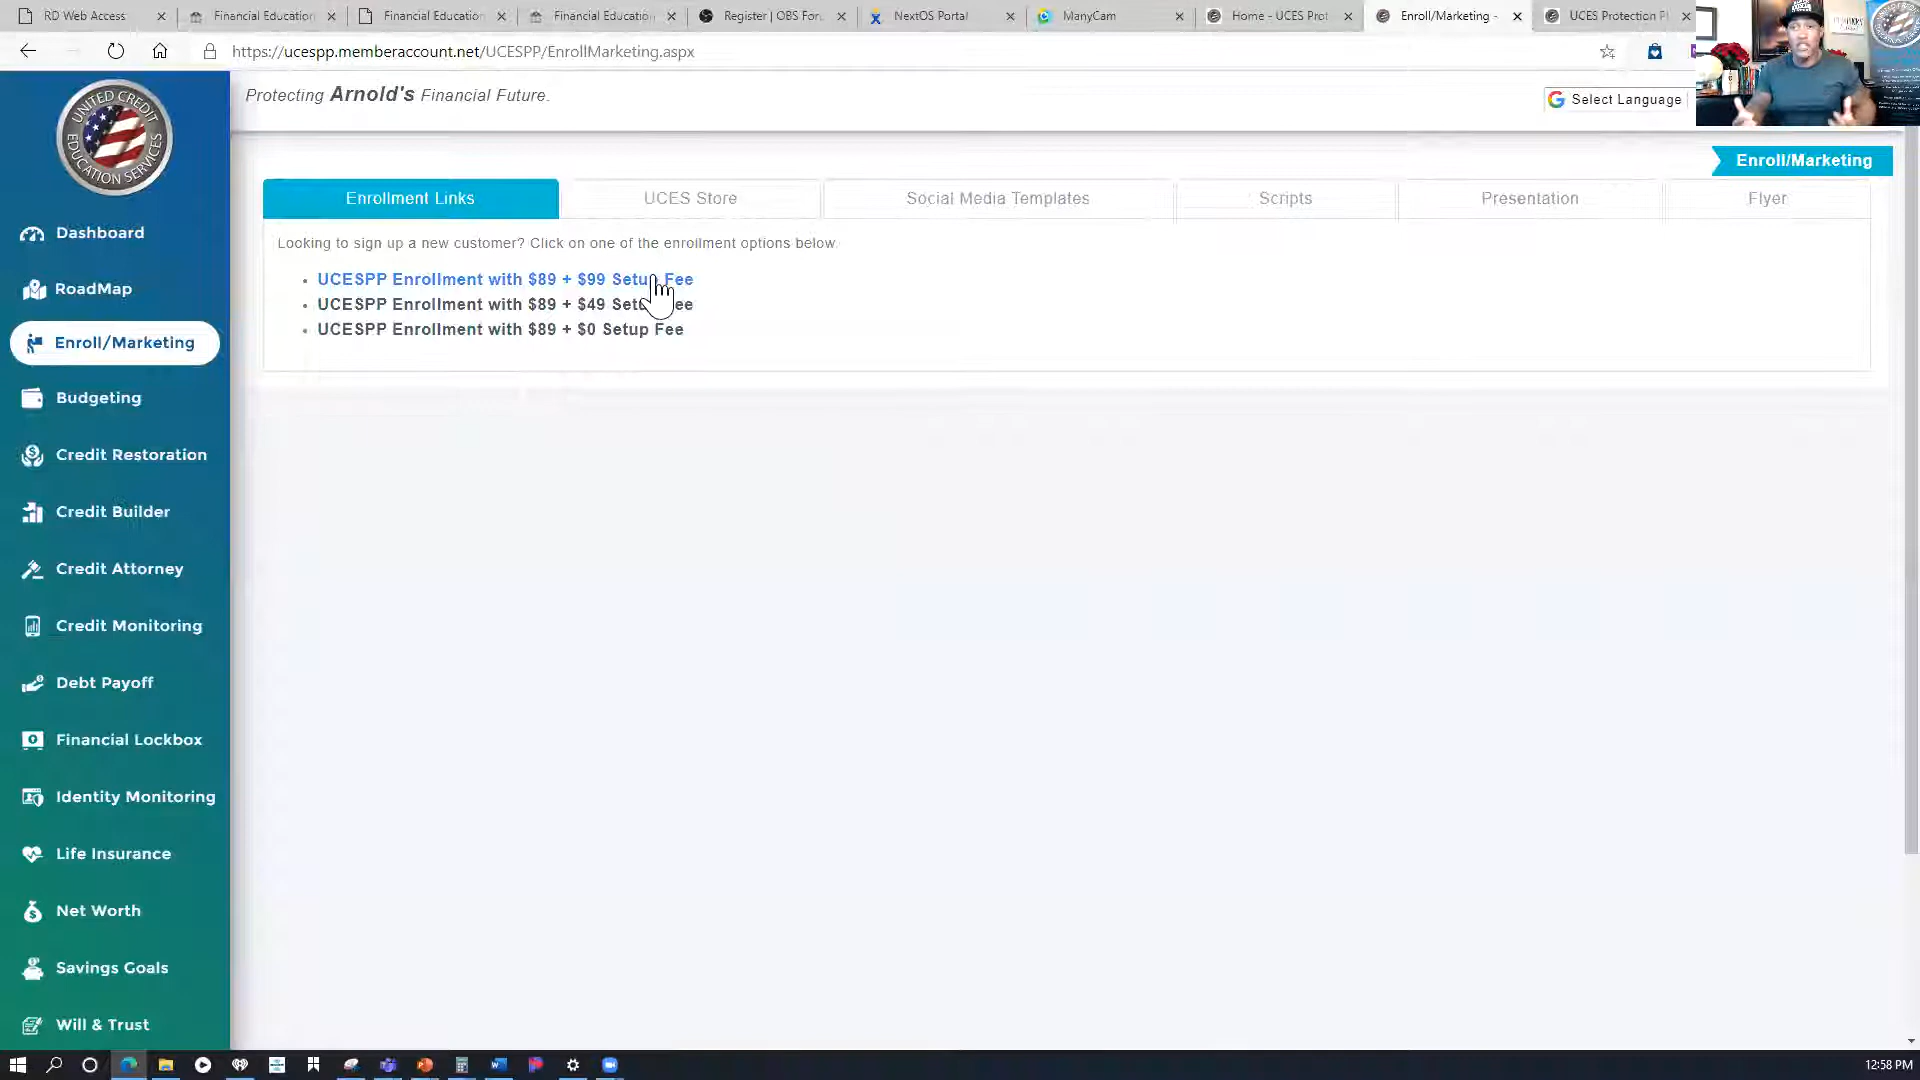 RD Web Access
Financial Education
Financial Educatio
Financial Education
Register | OBS For
NextOS Portal
ManyCam
Home - UCES Prot
Enroll/Marketing -
UCES Protection P
https://ucespp.memberaccount.net/UCESPP/EnrollMarketing.aspx
UNITED CREDIT
EDUCATION SERVICES
Protecting Arnold's Financial Future.
Select Language
Enroll/Marketing
Enrollment Links
UCES Store
Social Media Templates
Scripts
Presentation
Flyer
Looking to sign up a new customer? Click on one of the enrollment options below
UCESPP Enrollment with $89 + $99 Setup Fee
UCESPP Enrollment with $89 + $49 Setup Fee
UCESPP Enrollment with $89 + $0 Setup Fee
Dashboard
RoadMap
Enroll/Marketing
Budgeting
Credit Restoration
Credit Builder
Credit Attorney
Credit Monitoring
Debt Payoff
Financial Lockbox
Identity Monitoring
Life Insurance
Net Worth
Savings Goals
Will & Trust
12:58 PM